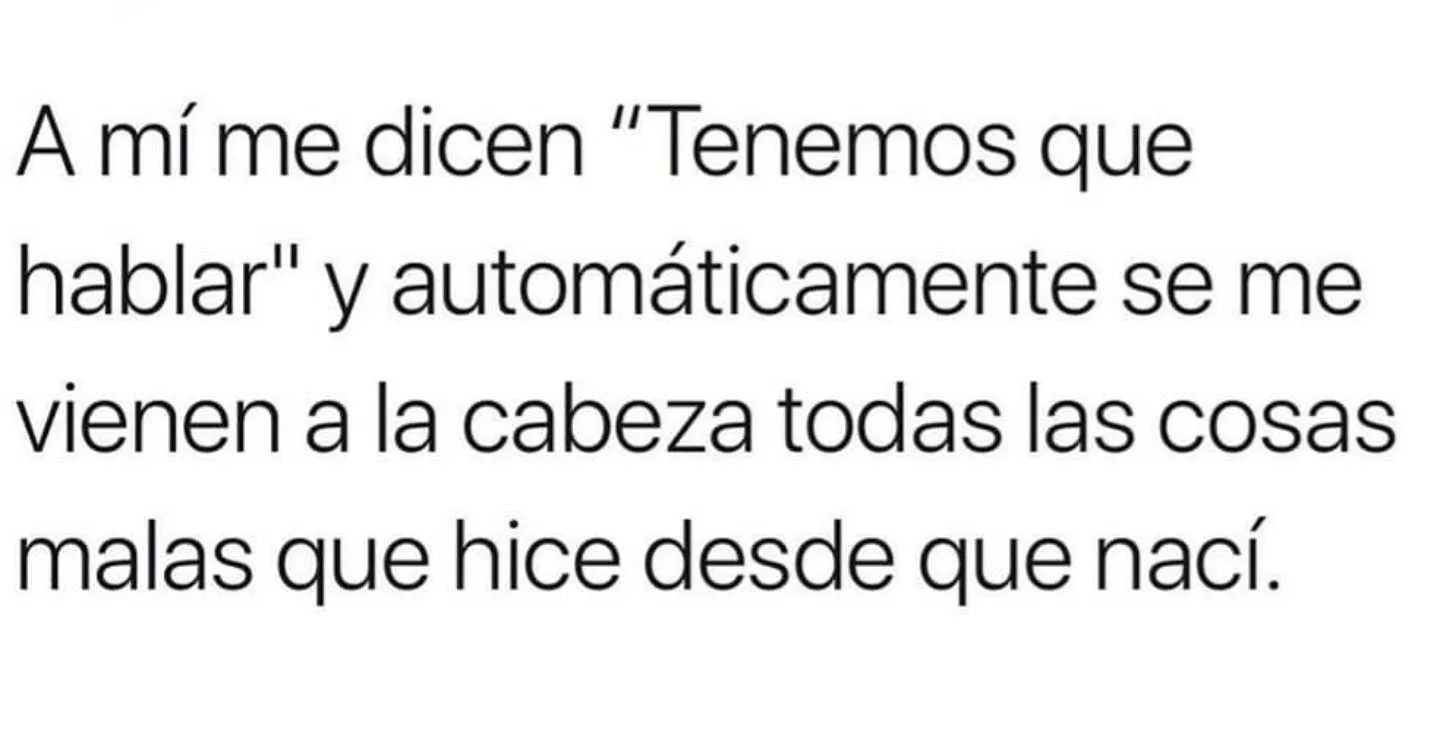 A mí me dicen “Tenemos que
hablar" y automáticamente se me
vienen a la cabeza todas las cosas
malas que hice desde que nací.